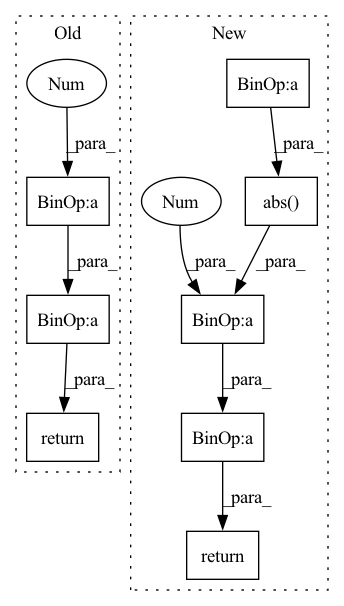 Old
New
Num
BinOp:a
_para_
_para_
BinOp:a
Num
abs()
_para_
_para_
_para_
BinOp:a
BinOp:a
_para_
_para_
return
BinOp:a
_para_
return